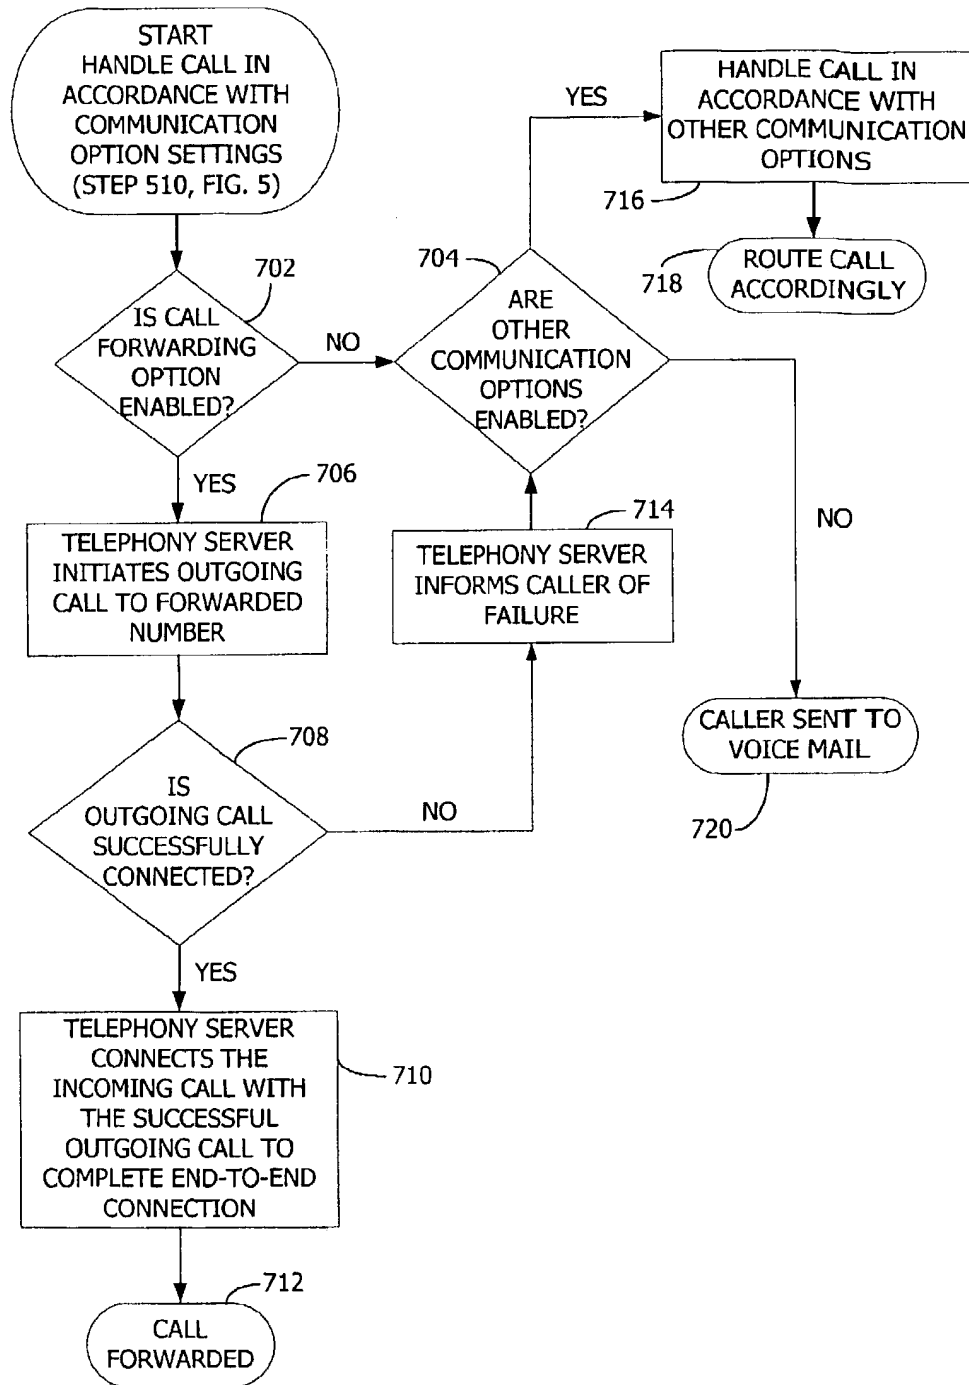 START
HANDLE CALL IN
ACCORDANCE WITH
COMMUNICATION
OPTION SETTINGS
(STEP 510, FIG. 5)
702
IS CALL
FORWARDING
OPTION
ENABLED?
NO
YES
704
ARE
OTHER
COMMUNICATION
OPTIONS
ENABLED?
YES
HANDLE CALL IN
ACCORDANCE WITH
OTHER COMMUNICATION
OPTIONS
716
718
ROUTE CALL
ACCORDINGLY
NO
706
TELEPHONY SERVER
INITIATES OUTGOING
CALL TO FORWARDED
NUMBER
714
TELEPHONY SERVER
INFORMS CALLER OF
FAILURE
708
IS
OUTGOING CALL
SUCCESSFULLY
CONNECTED?
NO
YES
CALLER SENT TO
VOICE MAIL
720
TELEPHONY SERVER
CONNECTS THE
INCOMING CALL WITH
THE SUCCESSFUL
OUTGOING CALL TO
COMPLETE END-TO-END
CONNECTION
710
712
CALL
FORWARDED